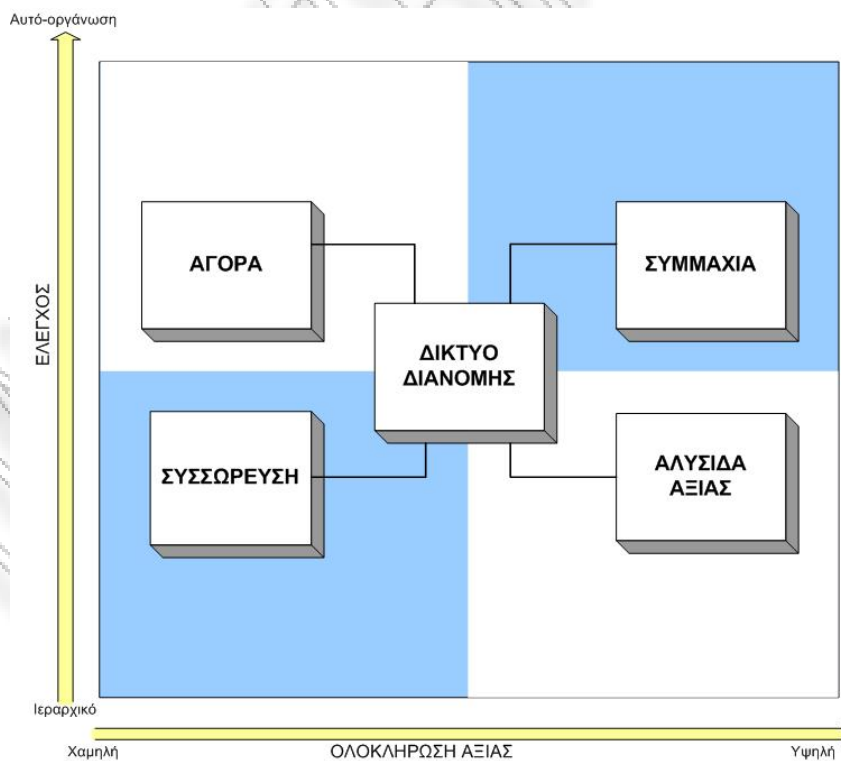 Αυτό-οργάνωση
ΑΓΟΡΑ
ΣΥΜΜΑΧΙΑ
ΕΛΕΓΧΟΣ
ΔΙΚΤΥΟ
ΔΙΑΝΟΜΗΣ
ΣΥΣΣΩΡΕΥΣΗ
ΑΛΥΣΙΔΑ
ΑΞΙΑΣ
Ιεραρχικό
Χαμηλή
ΟΛΟΚΛΗΡΩΣΗ ΑΞΙΑΣ
Υψηλή